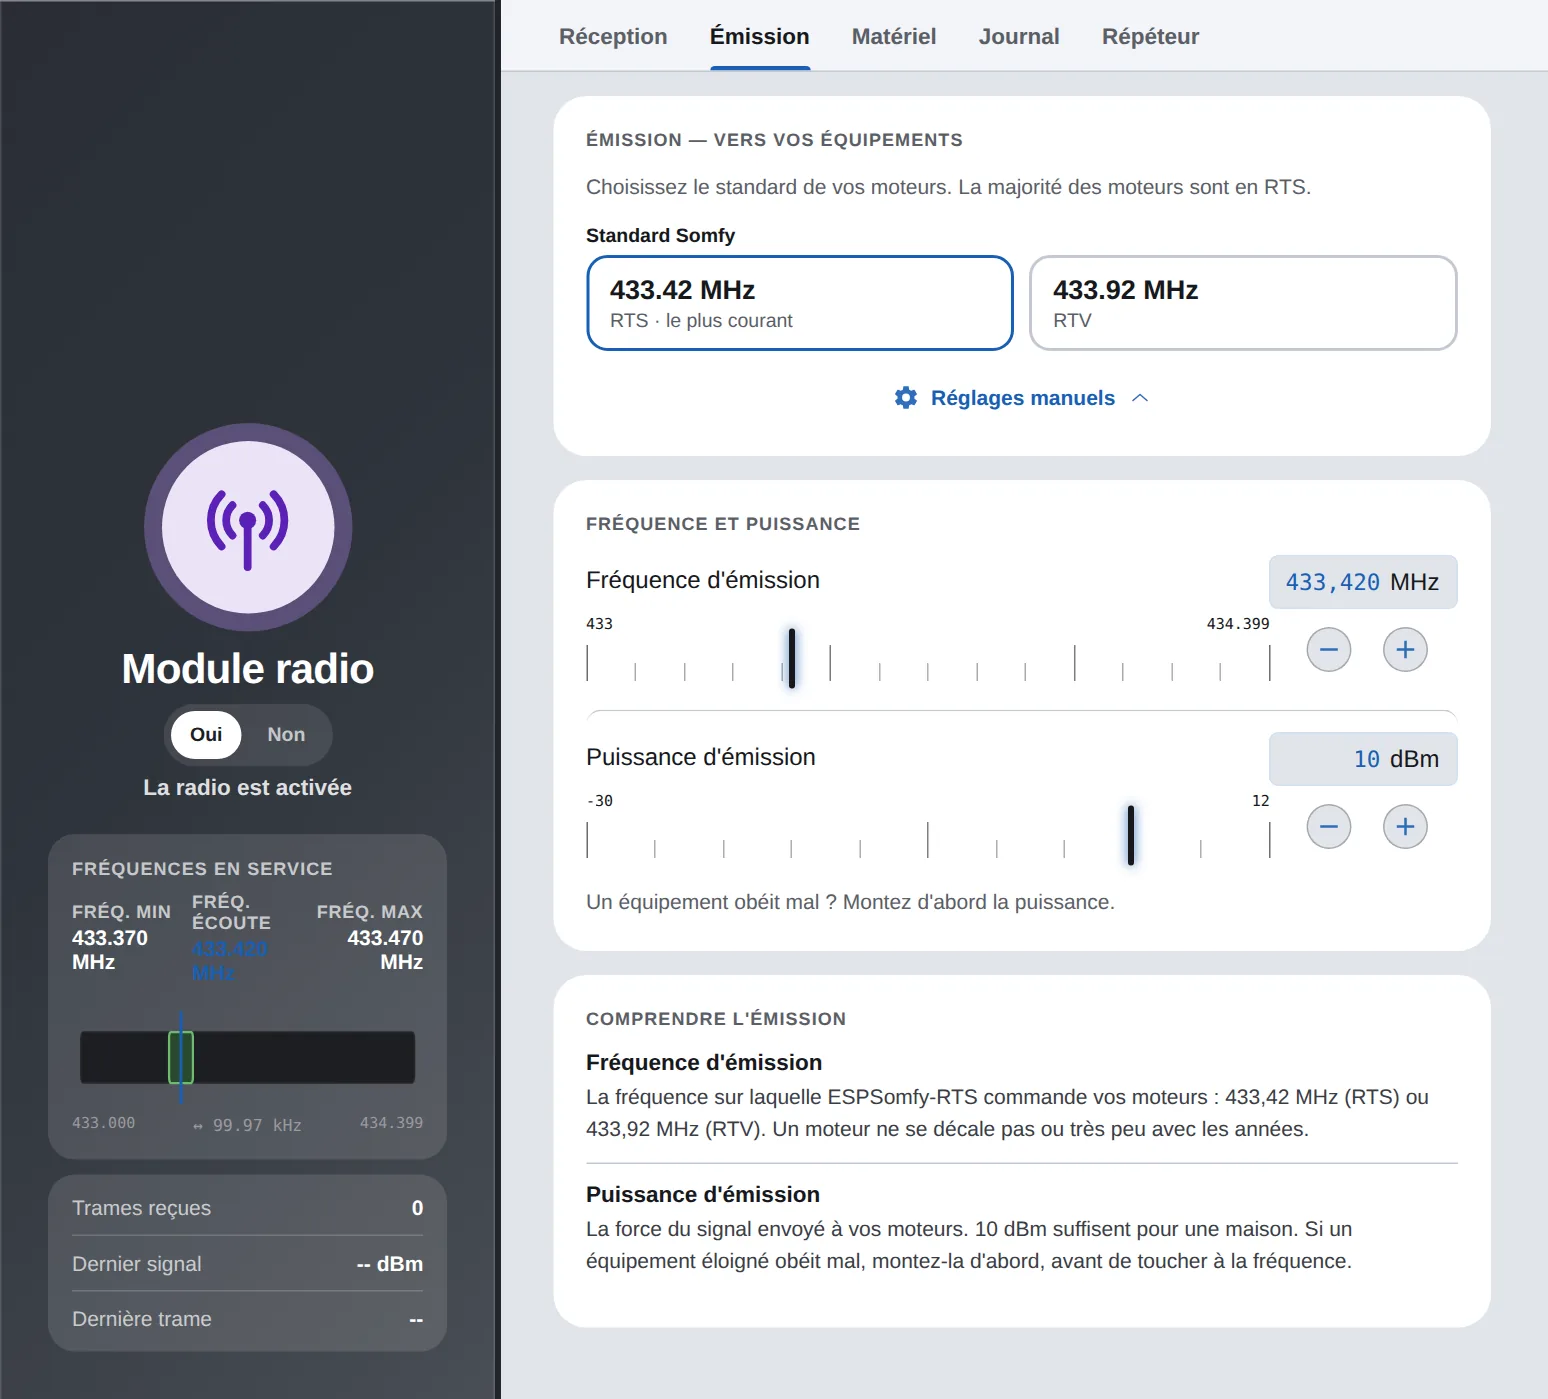 Module radio
Oui
Non
La radio est activée
FRÉQUENCES EN SERVICE
FRÉQ. MIN
433.370
MHz
FRÉQ.
ÉCOUTE
433.420
MHz
FRÉQ. MAX
433.470
MHz
433.000
↔ 99.97 kHz
434.399
Trames reçues
0
Dernier signal
-- dBm
Dernière trame
--
Réception
Émission
Matériel
Journal
Répéteur
ÉMISSION — VERS VOS ÉQUIPEMENTS
Choisissez le standard de vos moteurs. La majorité des moteurs sont en RTS.
Standard Somfy
433.42 MHz
RTS · le plus courant
433.92 MHz
RTV
Réglages manuels
FRÉQUENCE ET PUISSANCE
Fréquence d'émission
433,420 MHz
433
434.399
Puissance d'émission
10 dBm
-30
12
Un équipement obéit mal ? Montez d'abord la puissance.
COMPRENDRE L'ÉMISSION
Fréquence d'émission
La fréquence sur laquelle ESPSomfy-RTS commande vos moteurs : 433,42 MHz (RTS) ou
433,92 MHz (RTV). Un moteur ne se décale pas ou très peu avec les années.
Puissance d'émission
La force du signal envoyé à vos moteurs. 10 dBm suffisent pour une maison. Si un
équipement éloigné obéit mal, montez-la d'abord, avant de toucher à la fréquence.